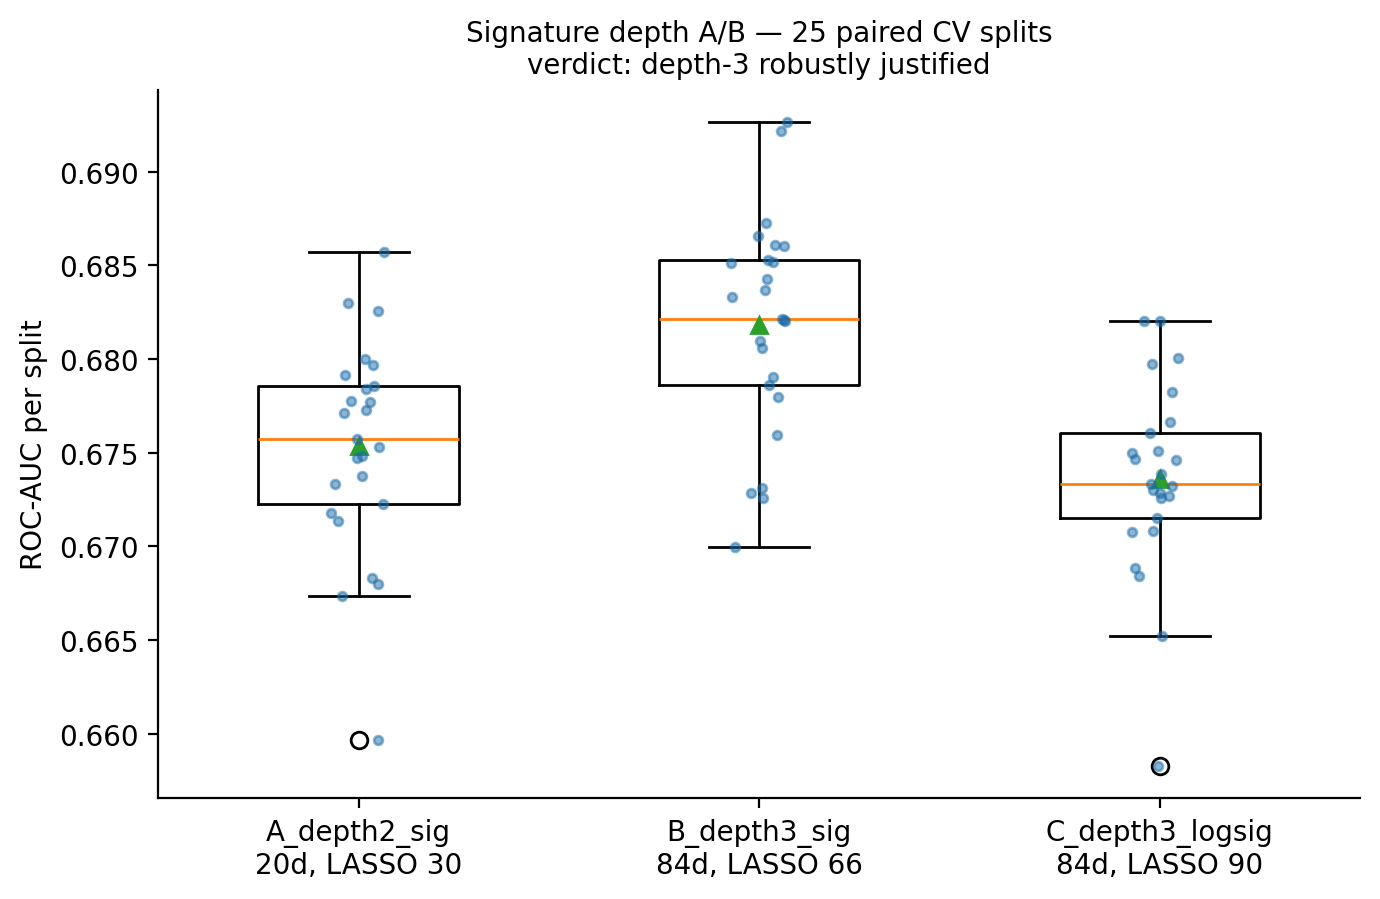 Signature depth A/B — 25 paired CV splits
verdict: depth-3 robustly justified
ROC-AUC per split
0.690
0.685
0.680
0.675
0.670
0.665
0.660
A_depth2_sig
20d, LASSO 30
B_depth3_sig
84d, LASSO 66
C_depth3_logsig
84d, LASSO 90